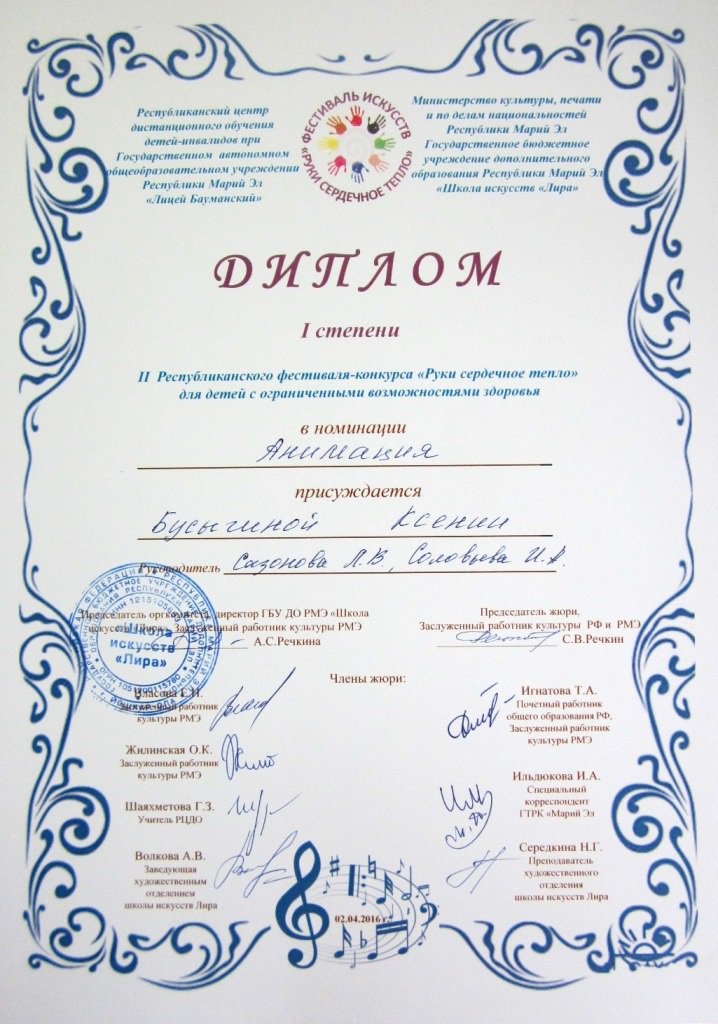 Республиканский центр
дистанционного обучения
детей-инвалидов при
Государственном автономном
общеобразовательном учреждении
Республики Марий Эл
«Лицей Бауманский»
ФЕСТИВАЛЬ ИСКУССТВ
«РУКИ СЕРДЕЧНОЕ ТЕПЛО»
Министерство культуры, печати
и по делам национальностей
Республики Марий Эл
Государственное бюджетное
учреждение дополнительного
образования Республики Марий Эл
«Школа искусств «Лира»
ДИПЛОМ
I степени
II Республиканского фестиваля-конкурса «Руки сердечное тепло»
для детей с ограниченными возможностями здоровья
в номинации
Анимация
присуждается
Бусыгиной Ксении
Руководитель Сазонова Л.В., Соловьева И.А.
Председатель оргкомитета, директор ГБУ ДО РМЭ «Школа
искусств «Лира», Заслуженный работник культуры РМЭ
А.С.Речкина
Председатель жюри,
Заслуженный работник культуры РФ и РМЭ
С.В.Речкин
«Школа
искусств
«Лира»
Члены жюри:
Власова Е.Н.
Заслуженный работник
культуры РМЭ
Жилинская О.К.
Заслуженный работник
культуры РМЭ
Шаяхметова Г.З.
Учитель РЦДО
Волкова А.В.
Заведующая
художественным
отделением
школы искусств Лира
Игнатова Т.А.
Почетный работник
общего образования РФ,
Заслуженный работник
культуры РМЭ
Ильдюкова И.А.
Специальный
корреспондент
ГТРК «Марий Эл
Середкина Н.Г.
Преподаватель
художественного
отделения
школы искусств Лира
02.04.2016 г.